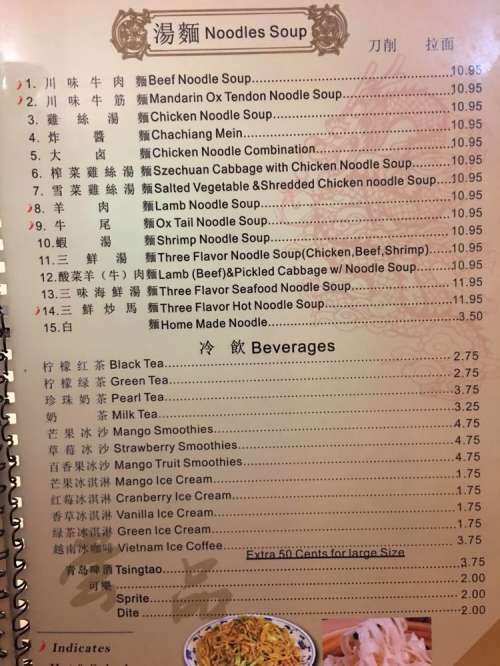 湯麵 Noodles Soup
刀削 拉面
1. 川味牛肉麵 Beef Noodle Soup 10.95
2. 川味牛筋麵 Mandarin Ox Tendon Noodle Soup 10.95
3. 雞絲湯麵 Chicken Noodle Soup 10.95
4. 炸醬麵 Chachiang Mein 10.95
5. 大卤麵 Chicken Noodle Combination 10.95
6. 榨菜雞絲湯麵 Szechuan Cabbage with Chicken Noodle Soup 10.95
7. 雪菜雞絲湯麵 Salted Vegetable &Shredded Chicken noodle Soup 10.95
8. 羊肉麵 Lamb Noodle Soup 10.95
9. 牛尾麵 Ox Tail Noodle Soup 10.95
10. 蝦湯麵 Shrimp Noodle Soup 10.95
11. 三鮮湯麵 Three Flavor Noodle Soup(Chicken,Beef,Shrimp) 10.95
12. 酸菜羊(牛)肉麵 Lamb (Beef)&Pickled Cabbage w/ Noodle Soup 10.95
13. 三味海鮮湯麵 Three Flavor Seafood Noodle Soup 11.95
14. 三鮮炒馬麵 Three Flavor Hot Noodle Soup 11.95
15. 白麵 Home Made Noodle 3.50
冷飲 Beverages
柠檬红茶 Black Tea 2.75
柠檬绿茶 Green Tea 2.75
珍珠奶茶 Pearl Tea 3.75
奶茶 Milk Tea 3.25
芒果冰沙 Mango Smoothies 4.75
草莓冰沙 Strawberry Smoothies 4.75
百香果冰沙 Mango Truit Smoothies 4.75
芒果冰淇淋 Mango Ice Cream 1.75
红莓冰淇淋 Cranberry Ice Cream 1.75
香草冰淇淋 Vanilla Ice Cream 1.75
绿茶冰淇淋 Green Ice Cream 1.75
越南冰咖啡 Vietnam Ice Coffee 1.75
Extra 50 Cents for large Size
青岛啤酒 Tsingtao 3.75
可樂 2.00
Sprite 2.00
Dite 2.00
Indicates